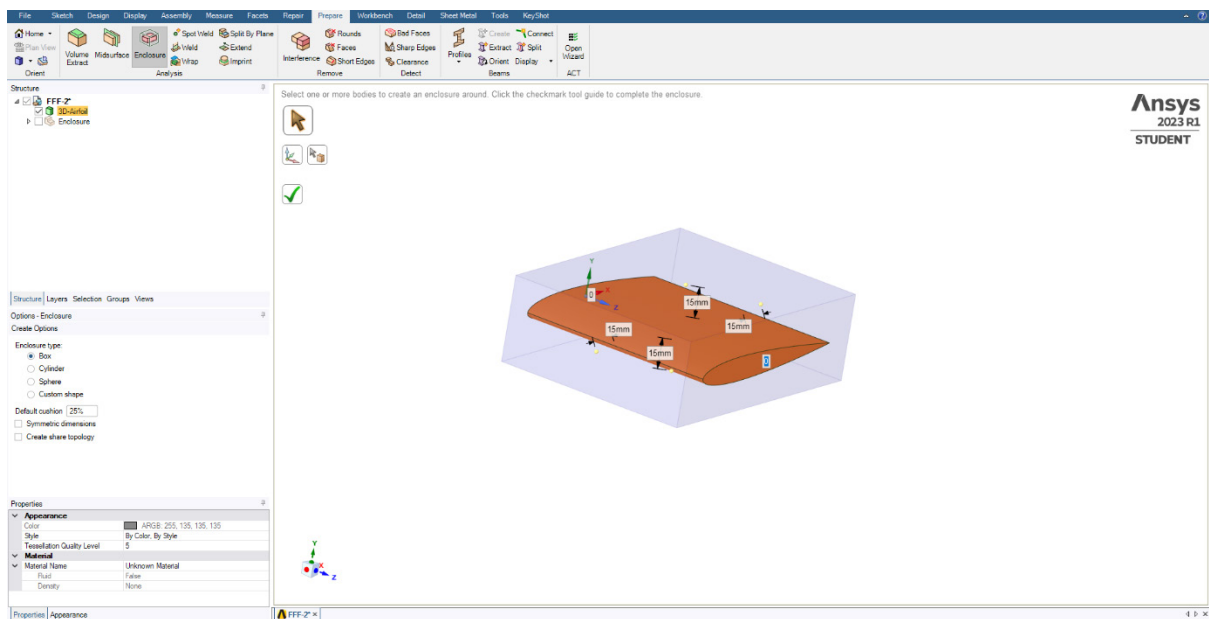 File Sketch Design Display Assembly Measure Facets Repair Prepare Workbench Detail Sheet Metal Tools KeyShot
Home
Plan View
Orient
Volume Extract
Midsurface
Enclosure
Spot Weld
Weld
Wrap
Split By Plane
Extend
Imprint
Analysis
Interference
Rounds
Faces
Short Edges
Remove
Bad Faces
Sharp Edges
Clearance
Detect
Profiles
Create
Extract
Orient
Connect
Split
Display
Beams
Open Wizard
ACT
Structure
FFF-2*
3D-Airfoil
Enclosure
Structure Layers Selection Groups Views
Options - Enclosure
Create Options
Enclosure type:
Box
Cylinder
Sphere
Custom shape
Default cushion 25%
Symmetric dimensions
Create share topology
Properties
Appearance
Color ARGB: 255, 135, 135, 135
Style By Color, By Style
Tessellation Quality Level 5
Material
Material Name Unknown Material
Fluid False
Density None
Properties Appearance
Select one or more bodies to create an enclosure around. Click the checkmark tool guide to complete the enclosure.
Ansys
2023 R1
STUDENT
Y
0
X
Z
15mm
15mm
15mm
15mm
0
Y
X
Z
FFF-2*